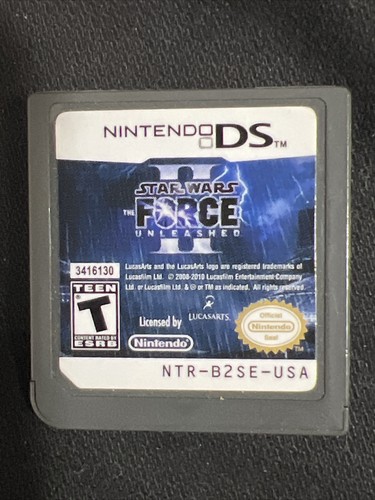 NINTENDO DS™
STAR WARS
THE FORCE
II
UNLEASHED
3416130
LucasArts and the LucasArts logo are registered trademarks of
Lucasfilm Ltd. © 2008-2010 Lucasfilm Entertainment Company
Ltd. or Lucasfilm Ltd. & ® or TM as indicated. All rights reserved.
TEEN
T
CONTENT RATED BY
ESRB
Licensed by
Nintendo
LUCASARTS
Official
Nintendo
Seal
NTR-B2SE-USA